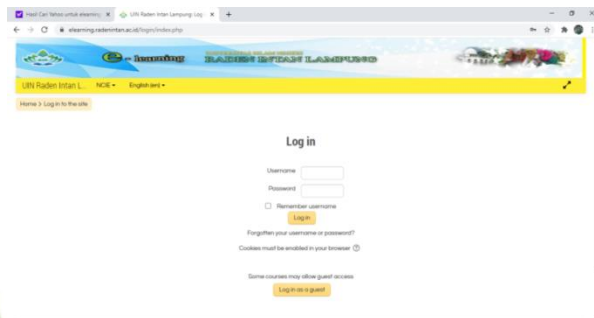 Hasil Cari Yahoo untuk elearning
UIN Raden Intan Lampung: Log
elearning.radenintan.ac.id/login/index.php
e - learning
RADEN INTAN LAMPUNG
UIN Raden Intan L...
NCIE
English (en)
Home > Log in to the site
Log in
Username
Password
Remember username
Log in
Forgotten your username or password?
Cookies must be enabled in your browser
Some courses may allow guest access
Log in as a guest